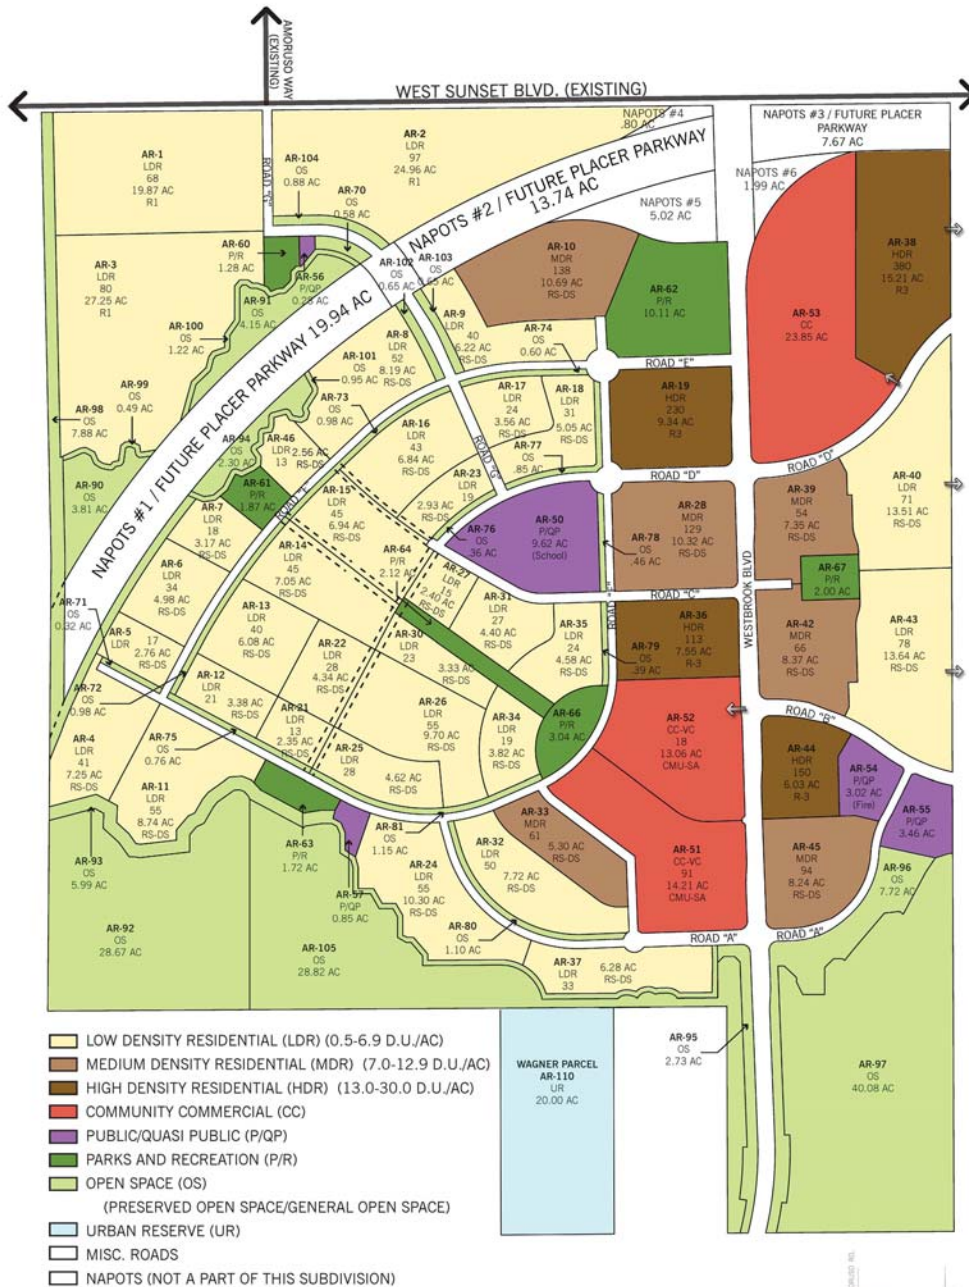 AMORUSO WAY
(EXISTING)
WEST SUNSET BLVD. (EXISTING)
NAPOTS #4
.80 AC
NAPOTS #3 / FUTURE PLACER
PARKWAY
7.67 AC
AR-1
LDR
68
19.87 AC
R1
ROAD "G"
AR-104
OS
0.88 AC
AR-2
LDR
97
24.96 AC
R1
AR-70
OS
0.58 AC
NAPOTS #2 / FUTURE PLACER PARKWAY
13.74 AC
NAPOTS #6
1.99 AC
NAPOTS #5
5.02 AC
AR-38
HDR
380
15.21 AC
R3
AR-60
P/R
1.28 AC
AR-56
P/QP
AR-3
LDR
80
27.25 AC
R1
AR-91
OS
4.15 AC
AR-102
OS
0.65 AC
AR-103
OS
0.65 AC
AR-10
MDR
138
10.69 AC
RS-DS
AR-62
P/R
10.11 AC
AR-53
CC
23.85 AC
AR-100
OS
1.22 AC
AR-9
LDR
40
6.22 AC
RS-DS
AR-74
OS
0.60 AC
AR-8
LDR
52
8.19 AC
RS-DS
AR-101
OS
0.95 AC
ROAD "E"
AR-99
OS
0.49 AC
AR-98
OS
7.88 AC
AR-73
OS
0.98 AC
AR-17
LDR
24
3.56 AC
RS-DS
AR-18
LDR
31
5.05 AC
RS-DS
AR-19
HDR
230
9.34 AC
R3
AR-16
LDR
43
6.84 AC
RS-DS
AR-94
OS
2.30 AC
AR-46
LDR
13
2.56 AC
RS-DS
AR-77
OS
.85 AC
ROAD "G"
ROAD "D"
ROAD "D"
AR-90
OS
3.81 AC
NAPOTS #1 / FUTURE PLACER PARKWAY 19.94 AC
AR-61
P/R
1.87 AC
ROAD "F"
AR-23
LDR
19
2.93 AC
RS-DS
AR-15
LDR
45
6.94 AC
RS-DS
AR-39
MDR
54
7.35 AC
RS-DS
AR-40
LDR
71
13.51 AC
RS-DS
AR-7
LDR
18
3.17 AC
RS-DS
AR-76
OS
.36 AC
AR-50
P/QP
9.62 AC
(School)
AR-78
OS
.46 AC
AR-28
MDR
129
10.32 AC
RS-DS
AR-14
LDR
45
7.05 AC
RS-DS
AR-64
P/R
2.12 AC
AR-27
LDR
15
2.40 AC
RS-DS
AR-67
P/R
2.00 AC
AR-6
LDR
34
4.98 AC
RS-DS
ROAD "F"
ROAD "C"
WESTBROOK BLVD
AR-71
OS
0.32 AC
AR-13
LDR
40
6.08 AC
RS-DS
AR-31
LDR
27
4.40 AC
RS-DS
AR-35
LDR
24
4.58 AC
RS-DS
AR-36
HDR
113
7.55 AC
R-3
AR-42
MDR
66
8.37 AC
RS-DS
AR-43
LDR
78
13.64 AC
RS-DS
AR-5
LDR
17
2.76 AC
RS-DS
AR-22
LDR
28
4.34 AC
RS-DS
AR-30
LDR
23
3.33 AC
RS-DS
AR-79
OS
.39 AC
AR-72
OS
0.98 AC
AR-12
LDR
21
3.38 AC
RS-DS
AR-21
LDR
13
2.35 AC
RS-DS
AR-26
LDR
55
9.70 AC
RS-DS
AR-34
LDR
19
3.82 AC
RS-DS
AR-66
P/R
3.04 AC
AR-52
CC-VC
18
13.06 AC
CMU-SA
ROAD "B"
AR-4
LDR
41
7.25 AC
RS-DS
AR-75
OS
0.76 AC
AR-25
LDR
28
4.62 AC
RS-DS
AR-44
HDR
150
6.03 AC
R-3
AR-54
P/QP
3.02 AC
(Fire)
AR-11
LDR
55
8.74 AC
RS-DS
AR-55
P/QP
3.46 AC
AR-63
P/R
1.72 AC
AR-81
OS
1.15 AC
AR-33
MDR
61
5.30 AC
RS-DS
AR-32
LDR
50
7.72 AC
RS-DS
AR-51
CC-VC
91
14.21 AC
CMU-SA
AR-45
MDR
94
8.24 AC
RS-DS
AR-96
OS
7.72 AC
AR-93
OS
5.99 AC
AR-24
LDR
55
10.30 AC
RS-DS
AR-57
P/QP
0.85 AC
AR-92
OS
28.67 AC
AR-105
OS
28.82 AC
AR-80
OS
1.10 AC
ROAD "A"
ROAD "A"
AR-37
LDR
33
6.28 AC
RS-DS
LOW DENSITY RESIDENTIAL (LDR) (0.5-6.9 D.U./AC)
MEDIUM DENSITY RESIDENTIAL (MDR) (7.0-12.9 D.U./AC)
HIGH DENSITY RESIDENTIAL (HDR) (13.0-30.0 D.U./AC)
COMMUNITY COMMERCIAL (CC)
PUBLIC/QUASI PUBLIC (P/QP)
PARKS AND RECREATION (P/R)
OPEN SPACE (OS)
(PRESERVED OPEN SPACE/GENERAL OPEN SPACE)
URBAN RESERVE (UR)
MISC. ROADS
NAPOTS (NOT A PART OF THIS SUBDIVISION)
WAGNER PARCEL
AR-110
UR
20.00 AC
AR-95
OS
2.73 AC
AR-97
OS
40.08 AC